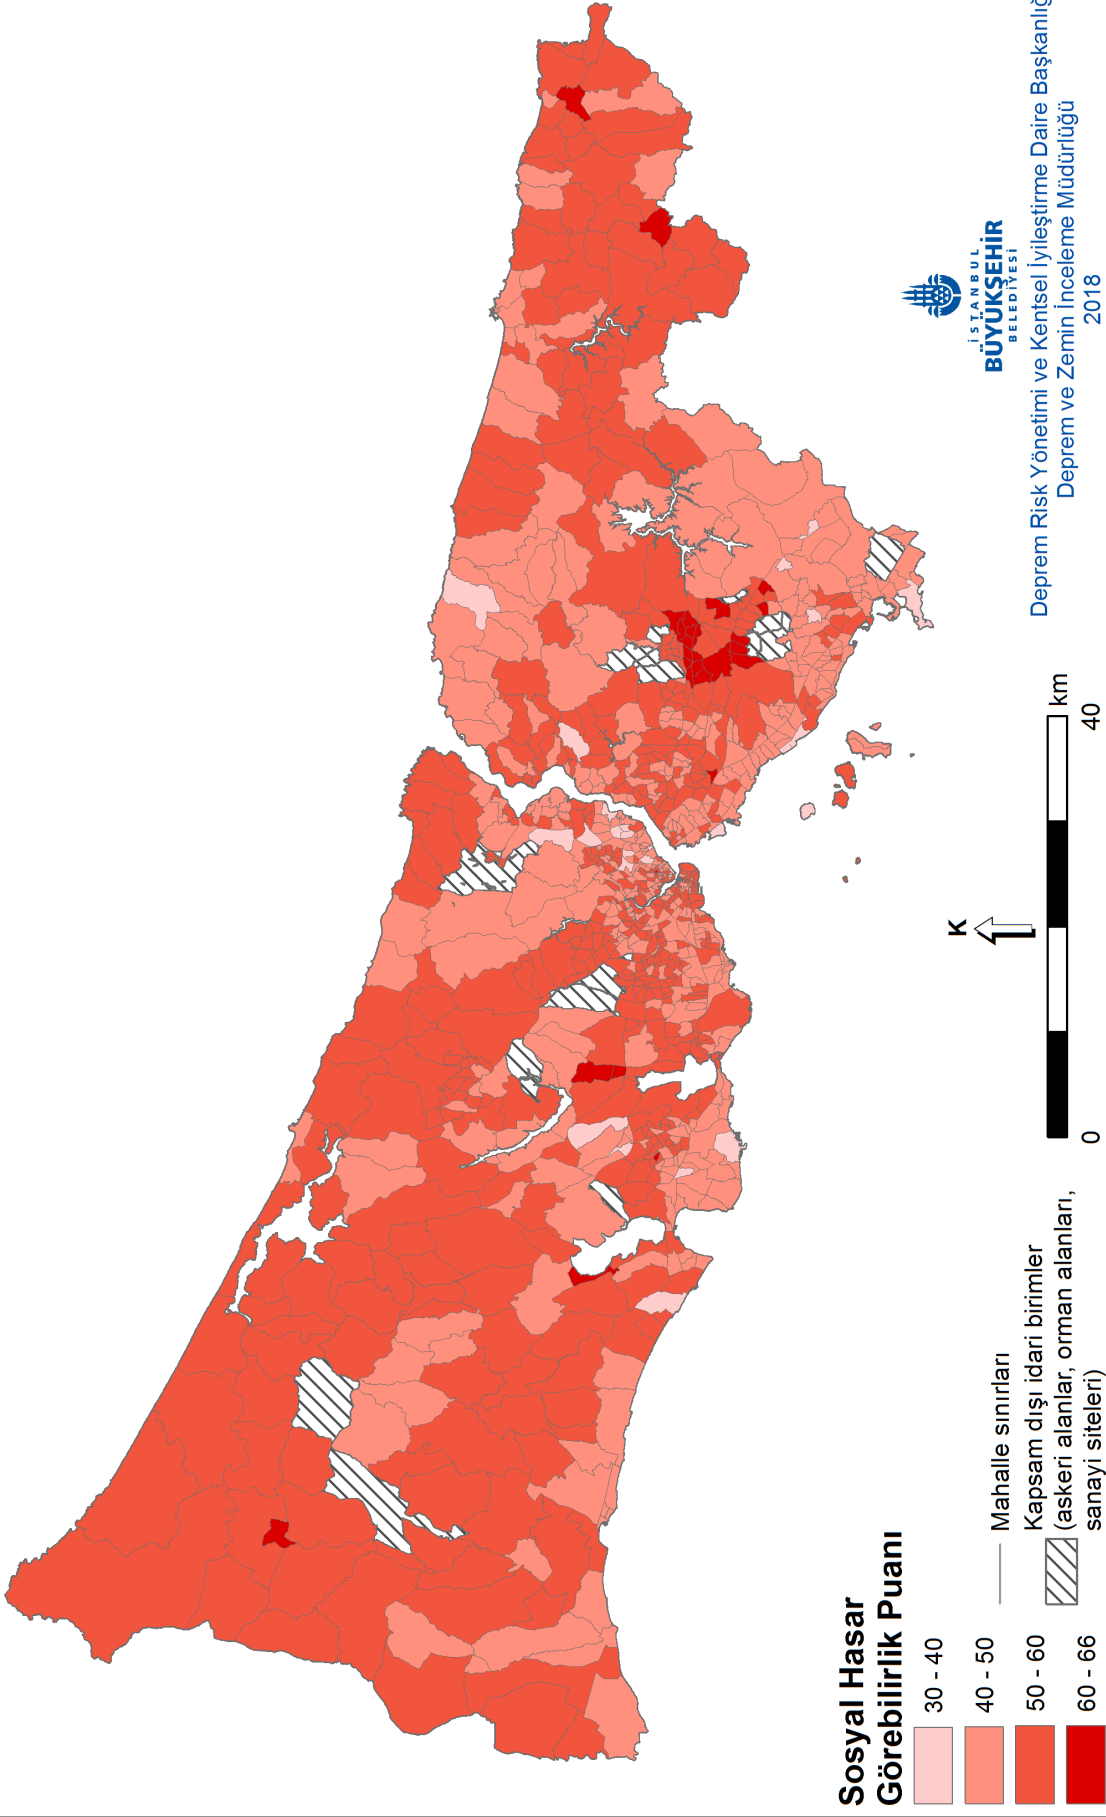 İSTANBUL
BÜYÜKŞEHİR
BELEDİYESİ
Deprem Risk Yönetimi ve Kentsel İyileştirme Daire Başkanlığ
Deprem ve Zemin İnceleme Müdürlüğü
2018
K
0
40
km
Sosyal Hasar
Görebilirlik Puanı
30 - 40
40 - 50
50 - 60
60 - 66
Mahalle sınırları
Kapsam dışı idari birimler
(askeri alanlar, orman alanları,
sanayi siteleri)